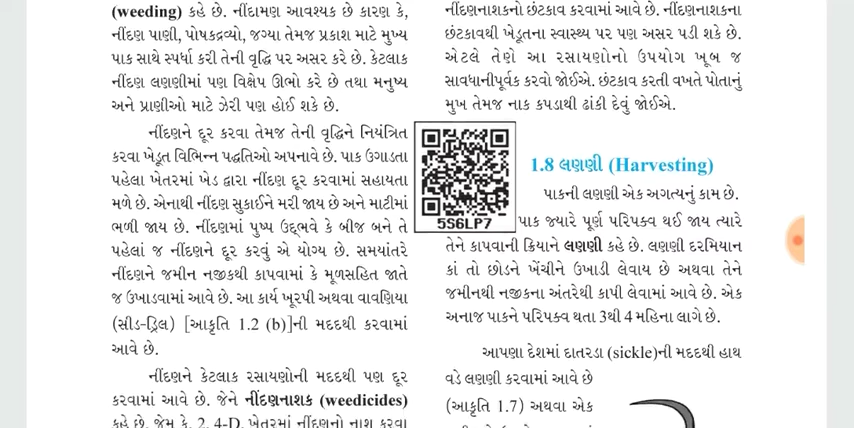 (weeding) કહે છે. નીંદામણ આવશ્યક છે કારણ કે,
નીંદણ પાણી, પોષકદ્રવ્યો, જગ્યા તેમજ પ્રકાશ માટે મુખ્ય
પાક સાથે સ્પર્ધા કરી તેની વૃદ્ધિ પર અસર કરે છે. કેટલાક
નીંદણ લણણીમાં પણ વિક્ષેપ ઊભો કરે છે તથા મનુષ્ય
અને પ્રાણીઓ માટે ઝેરી પણ હોઈ શકે છે.
નીંદણને દૂર કરવા તેમજ તેની વૃદ્ધિને નિયંત્રિત
કરવા ખેડૂત વિભિન્ન પદ્ધતિઓ અપનાવે છે. પાક ઉગાડતા
પહેલા ખેતરમાં ખેડ દ્વારા નીંદણ દૂર કરવામાં સહાયતા
મળે છે. એનાથી નીંદણ સુકાઈને મરી જાય છે અને માટીમાં
ભળી જાય છે. નીંદણમાં પુષ્પ ઉદ્ભવે કે બીજ બને તે
પહેલાં જ નીંદણને દૂર કરવું એ યોગ્ય છે. સમયાંતરે
નીંદણને જમીન નજીકથી કાપવામાં કે મૂળસહિત જાતે
જ ઉખાડવામાં આવે છે. આ કાર્ય ખૂરપી અથવા વાવણિયા
(સીડ-ડ્રિલ) [આકૃતિ 1.2 (b)]ની મદદથી કરવામાં
આવે છે.
નીંદણને કેટલાક રસાયણોની મદદથી પણ દૂર
કરવામાં આવે છે. જેને નીંદણનાશક (weedicides)
કહે છે. જેમ કે, 2, 4-D. ખેતરમાં નીંદણનો નાશ કરવા
નીંદણનાશકનો છંટકાવ કરવામાં આવે છે. નીંદણનાશકના
છંટકાવથી ખેડૂતના સ્વાસ્થ્ય પર પણ અસર પડી શકે છે.
એટલે તેણે આ રસાયણોનો ઉપયોગ ખૂબ જ
સાવધાનીપૂર્વક કરવો જોઈએ. છંટકાવ કરતી વખતે પોતાનું
મુખ તેમજ નાક કપડાથી ઢાંકી દેવું જોઈએ.
5S6LP7
1.8 લણણી (Harvesting)
પાકની લણણી એક અગત્યનું કામ છે.
પાક જ્યારે પૂર્ણ પરિપક્વ થઈ જાય ત્યારે
તેને કાપવાની ક્રિયાને લણણી કહે છે. લણણી દરમિયાન
કાં તો છોડને ખેંચીને ઉખાડી લેવાય છે અથવા તેને
જમીનથી નજીકના અંતરેથી કાપી લેવામાં આવે છે. એક
અનાજ પાકને પરિપક્વ થતા 3થી 4 મહિના લાગે છે.
આપણા દેશમાં દાતરડા (sickle)ની મદદથી હાથ
વડે લણણી કરવામાં આવે છે
(આકૃતિ 1.7) અથવા એક